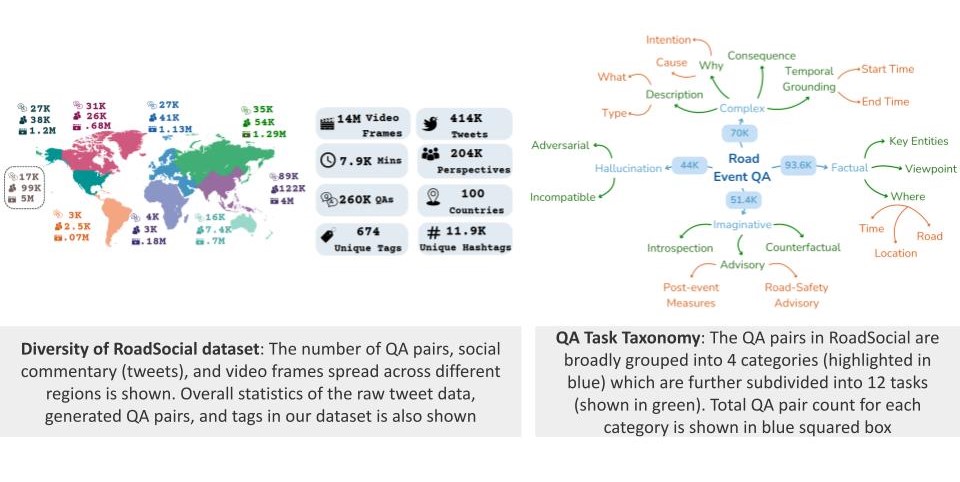 27K
38K
1.2M
31K
26K
.68M
27K
41K
1.13M
35K
54K
1.29M
17K
99K
5M
89K
122K
4M
3K
2.5K
.07M
4K
3K
.18M
16K
7.4K
.7M
14M Video
Frames
414K
Tweets
7.9K Mins
204K
Perspectives
260K QAs
100
Countries
674
Unique Tags
11.9K
Unique Hashtags
Intention
Cause
Why
Consequence
What
Description
Type
Temporal
Grounding
Start Time
End Time
Complex
70K
Adversarial
Hallucination
Incompatible
44K
Road
Event QA
93.6K
Factual
Key Entities
Viewpoint
Where
Time
Road
Location
51.4K
Imaginative
Introspection
Counterfactual
Advisory
Post-event
Measures
Road-Safety
Advisory
Diversity of RoadSocial dataset: The number of QA pairs, social
commentary (tweets), and video frames spread across different
regions is shown. Overall statistics of the raw tweet data,
generated QA pairs, and tags in our dataset is also shown
QA Task Taxonomy: The QA pairs in RoadSocial are
broadly grouped into 4 categories (highlighted in
blue) which are further subdivided into 12 tasks
(shown in green). Total QA pair count for each
category is shown in blue squared box